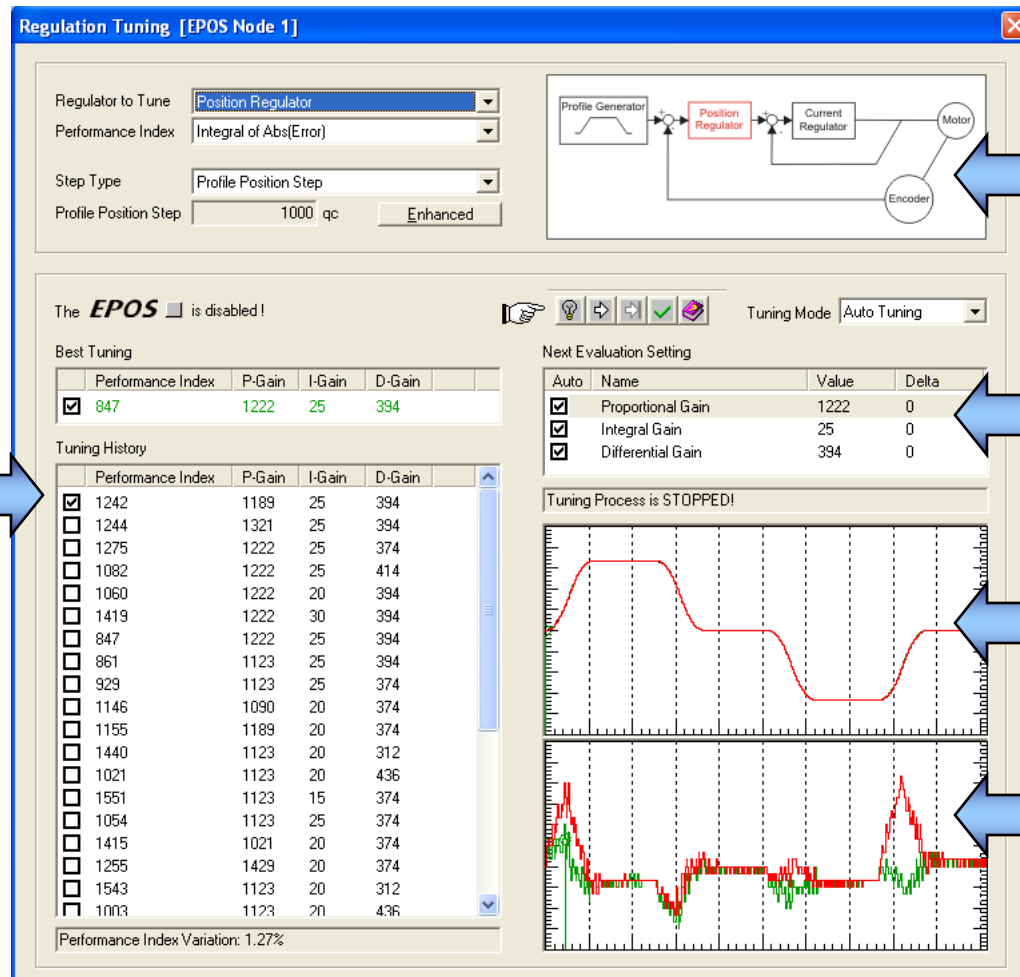 Regulation Tuning [EPOS Node 1]
Regulator to Tune Position Regulator
Performance Index Integral of Abs(Error)
Step Type Profile Position Step
Profile Position Step 1000 qc Enhanced
Profile Generator
Position Regulator
Current Regulator
Motor
Encoder
The EPOS is disabled !
Tuning Mode Auto Tuning
Best Tuning
Performance Index P-Gain I-Gain D-Gain
847 1222 25 394
Next Evaluation Setting
Auto Name Value Delta
Proportional Gain 1222 0
Integral Gain 25 0
Differential Gain 394 0
Tuning History
Performance Index P-Gain I-Gain D-Gain
1242 1189 25 394
1244 1321 25 394
1275 1222 25 374
1082 1222 25 414
1060 1222 20 394
1419 1222 30 394
847 1222 25 394
861 1123 25 394
929 1123 25 374
1146 1090 20 374
1155 1189 20 374
1440 1123 20 312
1021 1123 20 436
1551 1123 15 374
1054 1123 25 374
1415 1021 20 374
1255 1429 20 374
1543 1123 20 312
1003 1123 20 436
Tuning Process is STOPPED!
Performance Index Variation: 1.27%